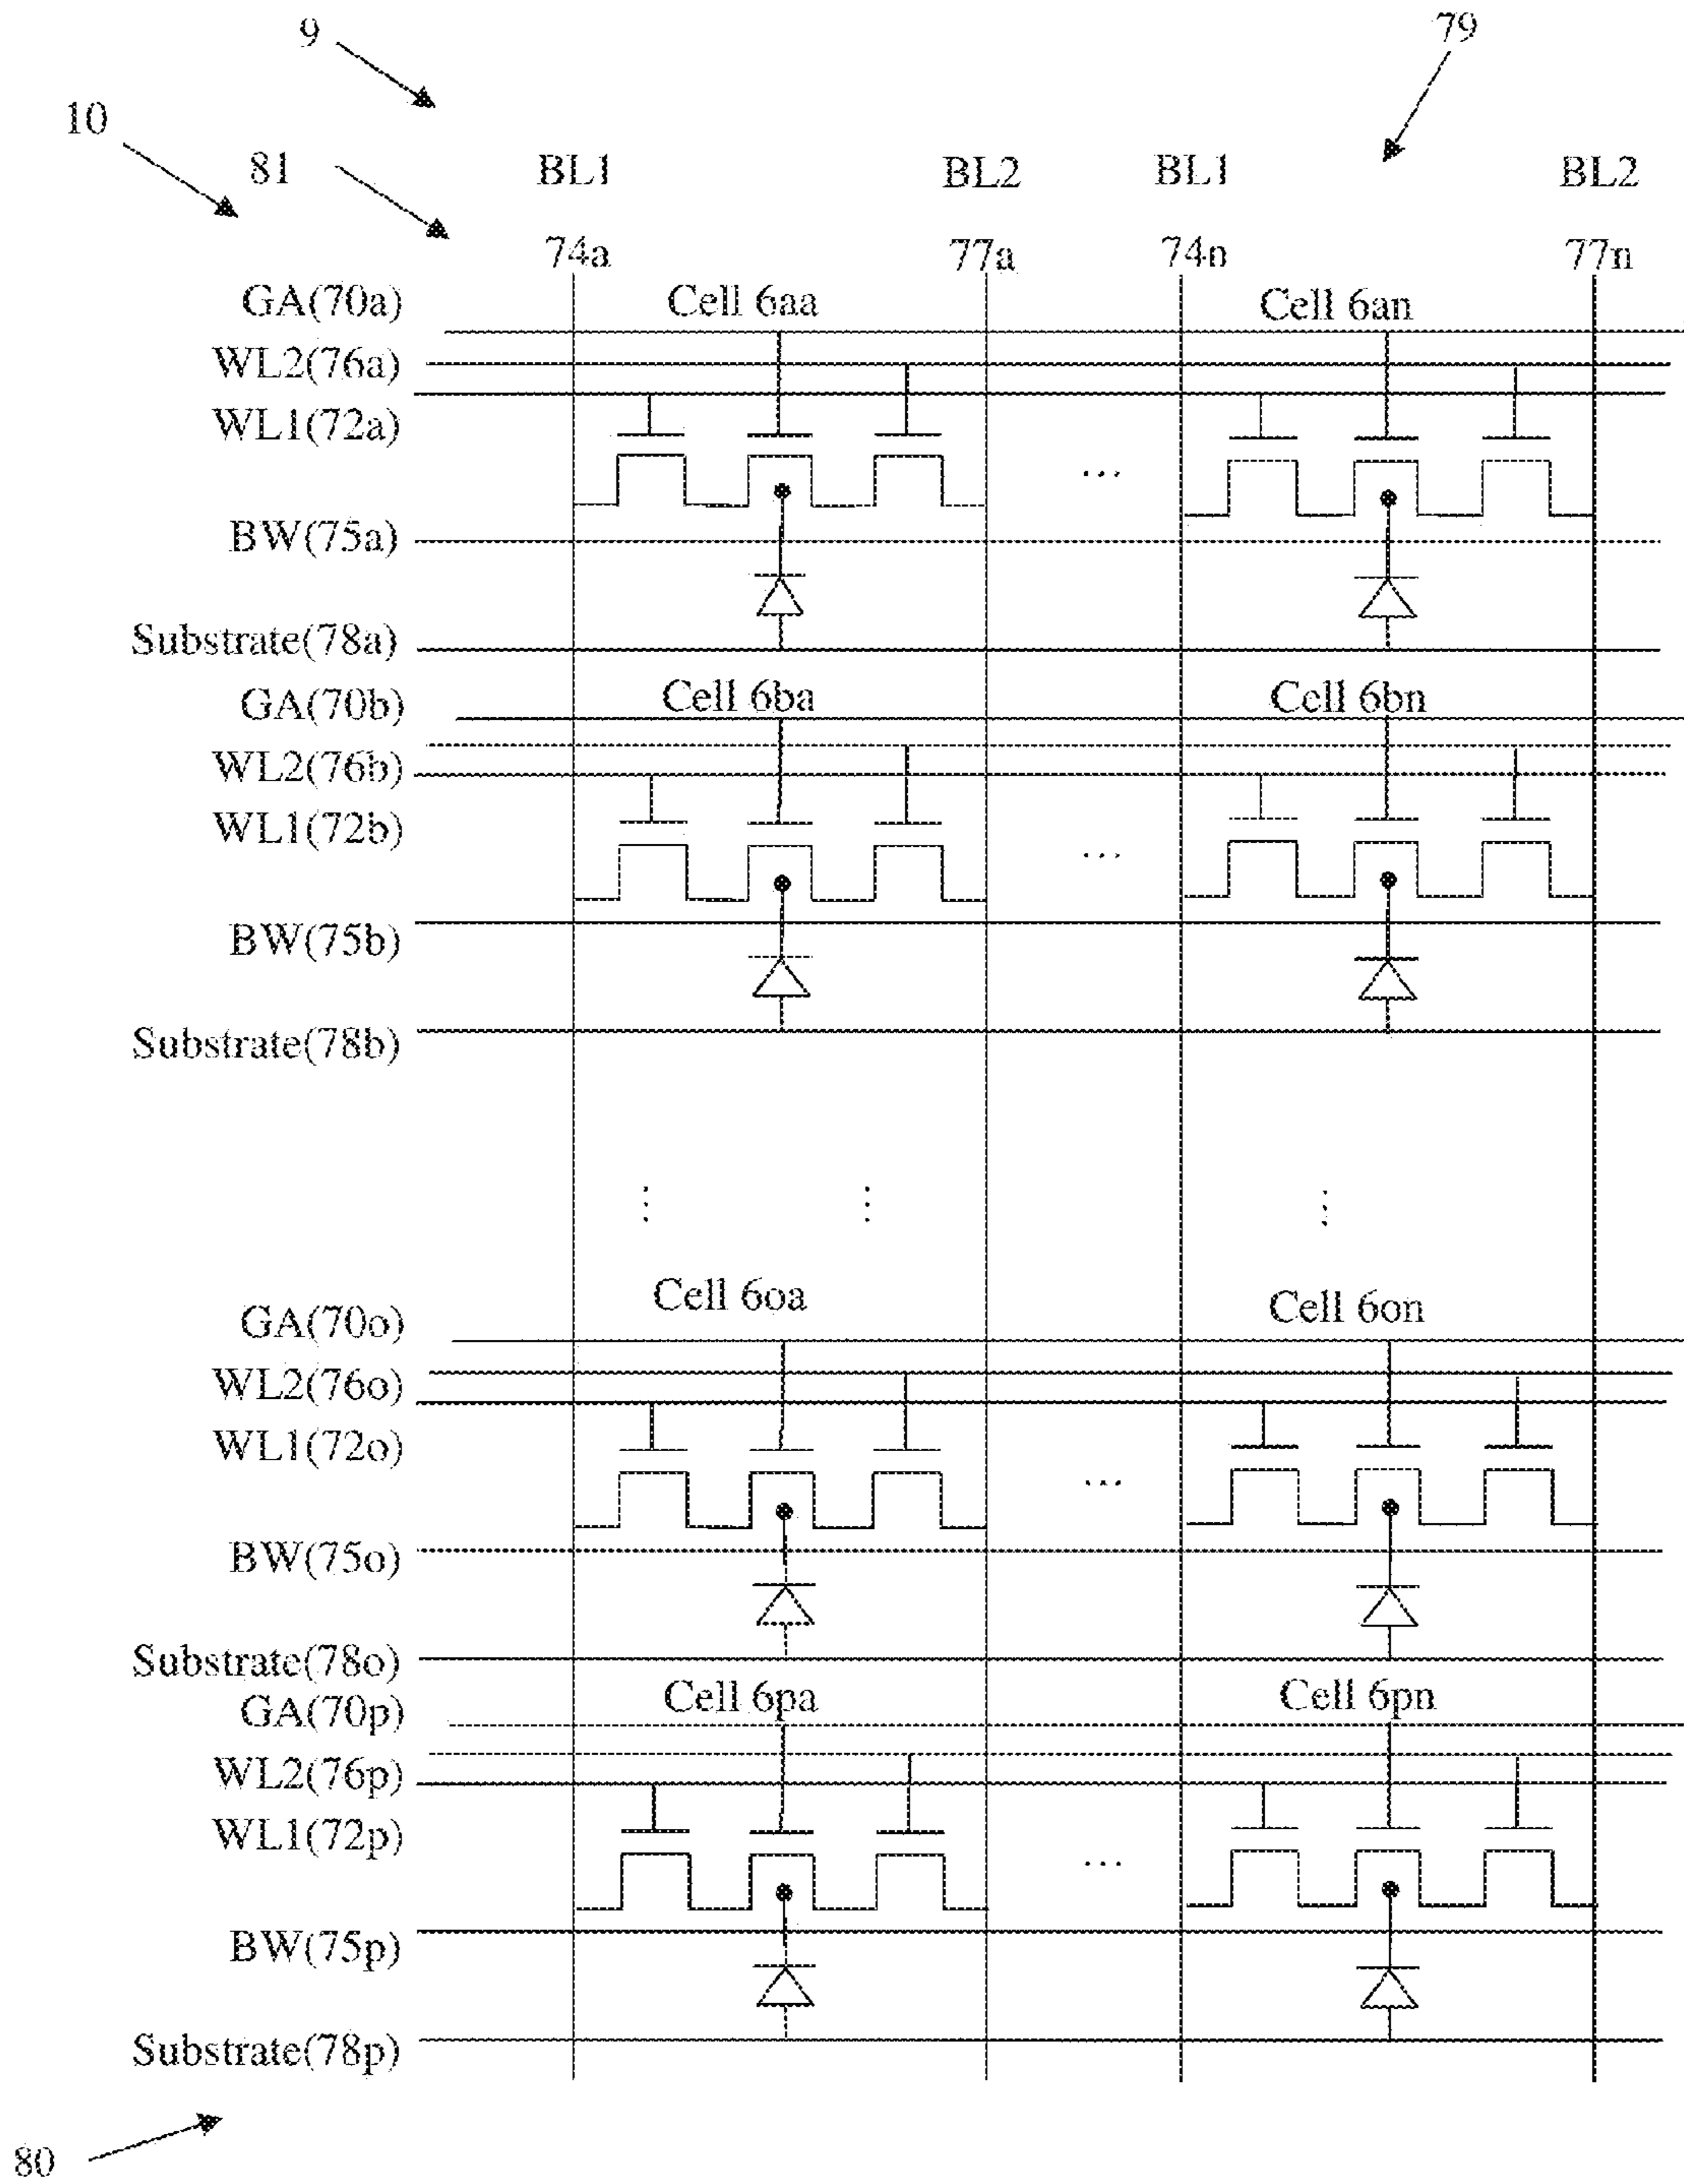 9
79
10
81
BL1 BL2 BL1 BL2
74a 77a 74n 77n
GA(70a) Cell 6aa Cell 6an
WL2(76a)
WL1(72a)
...
BW(75a)
Substrate(78a)
GA(70b) Cell 6ba Cell 6bn
WL2(76b)
WL1(72b)
...
BW(75b)
Substrate(78b)
GA(70o) Cell 6oa Cell 6on
WL2(76o)
WL1(72o)
...
BW(75o)
Substrate(78o)
GA(70p) Cell 6pa Cell 6pn
WL2(76p)
WL1(72p)
...
BW(75p)
Substrate(78p)
80